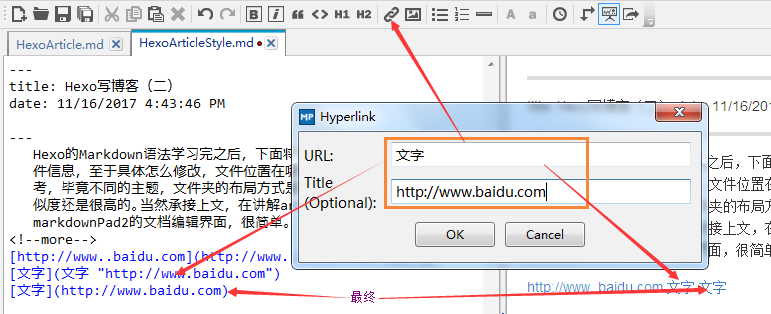 B i “ <> H1 H2 A a
HexoArticle.md HexoArticleStyle.md
---
title: Hexo写博客（二）
date: 11/16/2017 4:43:46 PM
11/16/201
---
Hexo的Markdown语法学习完之后，下面将
件信息，至于具体怎么修改，文件位置在
考，毕竟不同的主题，文件夹的布局方式是
似度还是很高的。当然承接上文，在讲解ar
markdownPad2的文档编辑界面，很简单。
<!--more-->
[http://www..baidu.com](http://www.
[文字](文字 "http://www.baidu.com")
[文字](http://www.baidu.com)
最终
MP Hyperlink
URL:
文字
Title
(Optional):
http://www.baidu.com
OK Cancel
之后，下面
文件位置在
夹的布局方
接上文，在
面，很简单
http://www..baidu.com 文字 文字